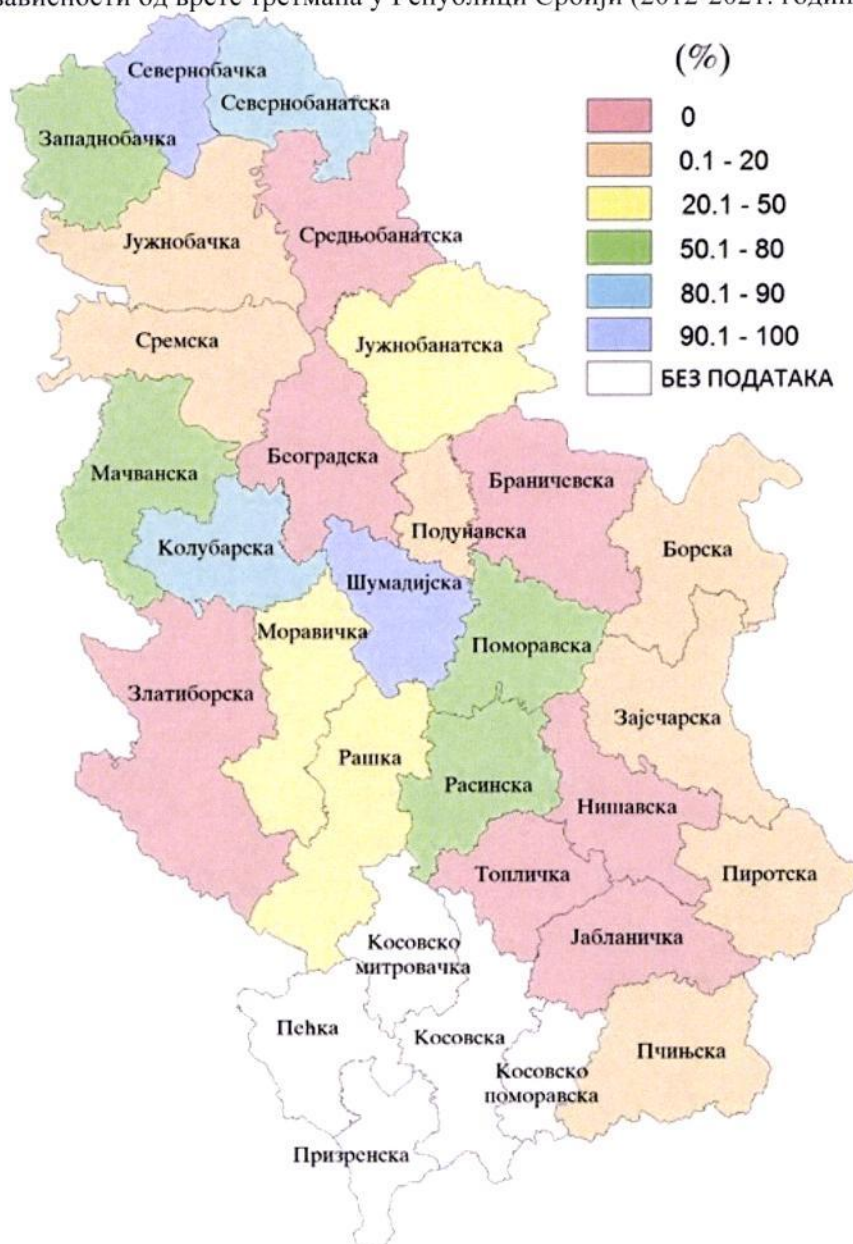 зависности од врсте третмана у Републици Србији (2012-2021. годин
(%)
0
0.1 - 20
20.1 - 50
50.1 - 80
80.1 - 90
90.1 - 100
БЕЗ ПОДАТАКА
Севернобачка
Севернобанатска
Западнобачка
Јужнобачка
Средњобанатска
Сремска
Јужнобанатска
Мачванска
Београдска
Браничевска
Подунавска
Колубарска
Борска
Шумадијска
Моравичка
Поморавска
Златиборска
Зајечарска
Рашка
Расинска
Нишавска
Топличка
Пиротска
Јабланичка
Косовско
митровачка
Пећка
Косовска
Пчињска
Косовско
поморавска
Призренска